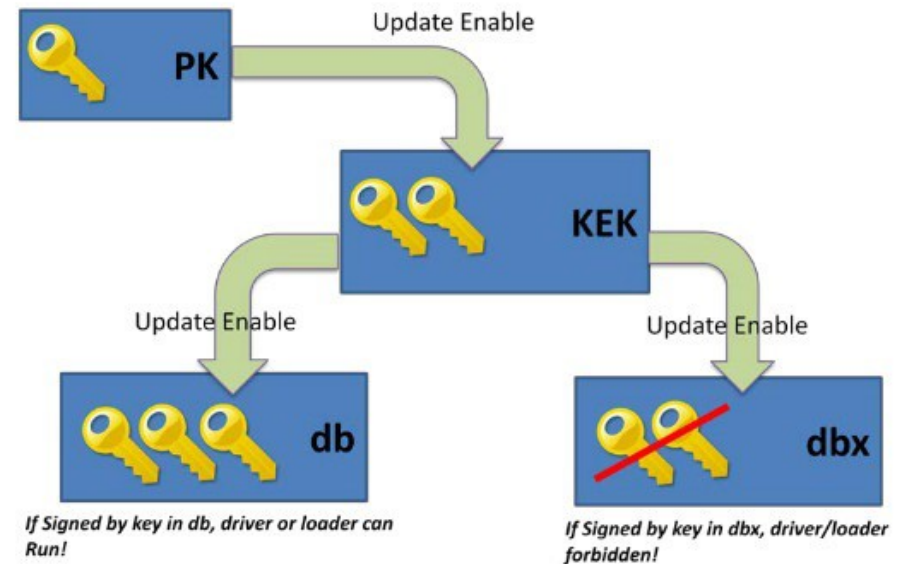 Update Enable
PK
KEK
Update Enable
Update Enable
db
dbx
If Signed by key in db, driver or loader can
Run!
If Signed by key in dbx, driver/loader
forbidden!